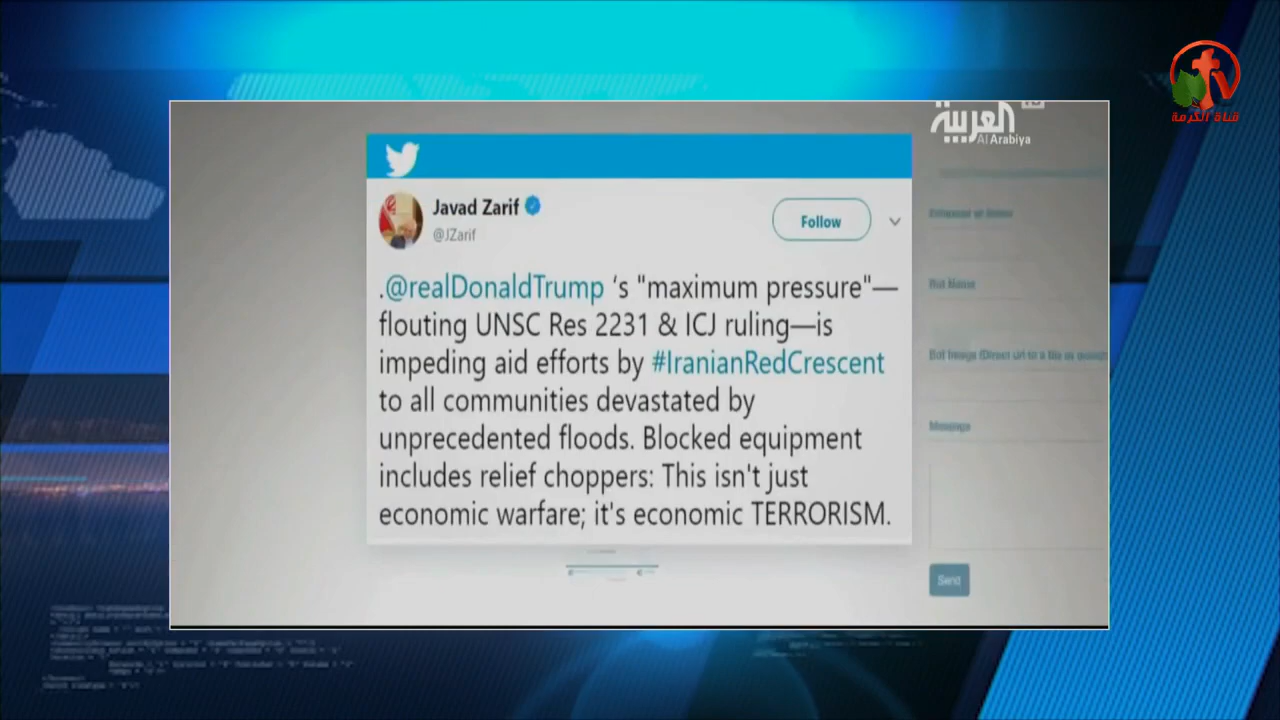 قناة الكرمة
العربية
Al Arabiya
Javad Zarif
@JZarif
Follow
.@realDonaldTrump ‘s "maximum pressure"—
flouting UNSC Res 2231 & ICJ ruling—is
impeding aid efforts by #IranianRedCrescent
to all communities devastated by
unprecedented floods. Blocked equipment
includes relief choppers: This isn't just
economic warfare; it's economic TERRORISM.
Bot Name
Message
Send